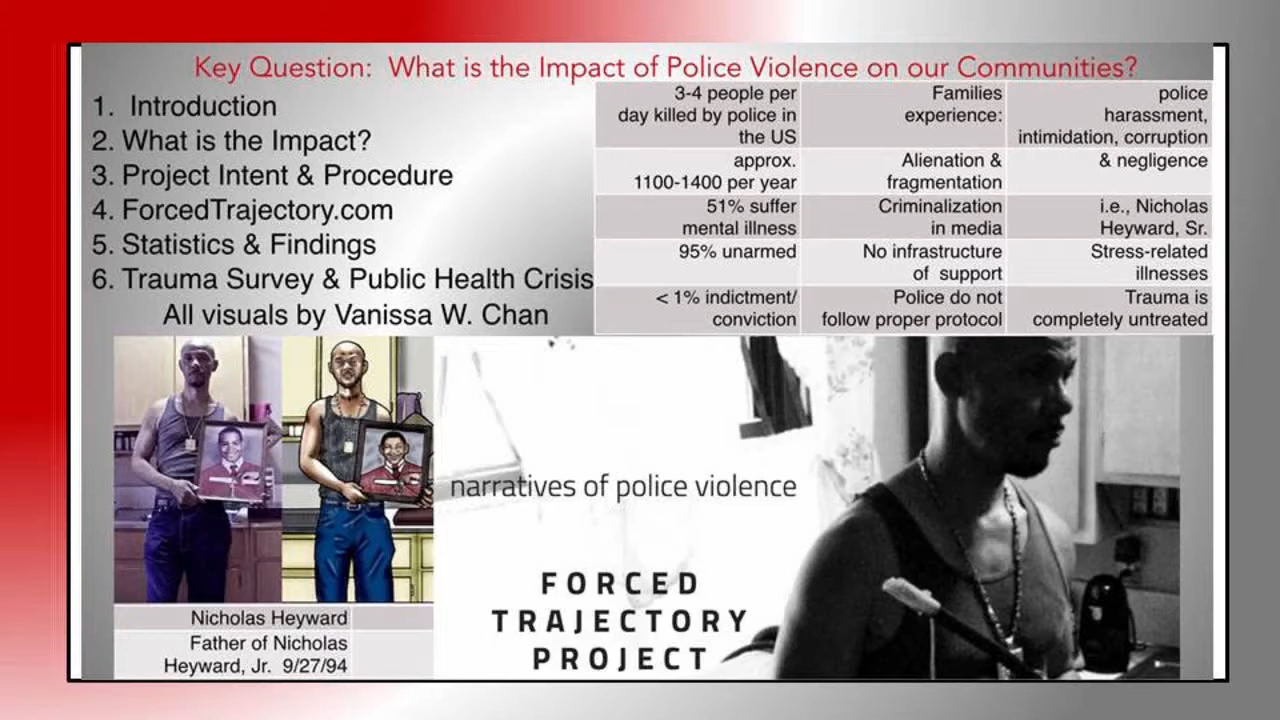 Key Question: What is the Impact of Police Violence on our Communities?
1. Introduction
2. What is the Impact?
3. Project Intent & Procedure
4. ForcedTrajectory.com
5. Statistics & Findings
6. Trauma Survey & Public Health Crisis
All visuals by Vanissa W. Chan
3-4 people per
day killed by police in
the US
Families
experience:
police
harassment,
intimidation, corruption
approx.
1100-1400 per year
Alienation &
fragmentation
& negligence
51% suffer
mental illness
Criminalization
in media
i.e., Nicholas
Heyward, Sr.
95% unarmed
No infrastructure
of support
Stress-related
illnesses
< 1% indictment/
conviction
Police do not
follow proper protocol
Trauma is
completely untreated
narratives of police violence
FORCED
TRAJECTORY
PROJECT
Nicholas Heyward
Father of Nicholas
Heyward, Jr. 9/27/94